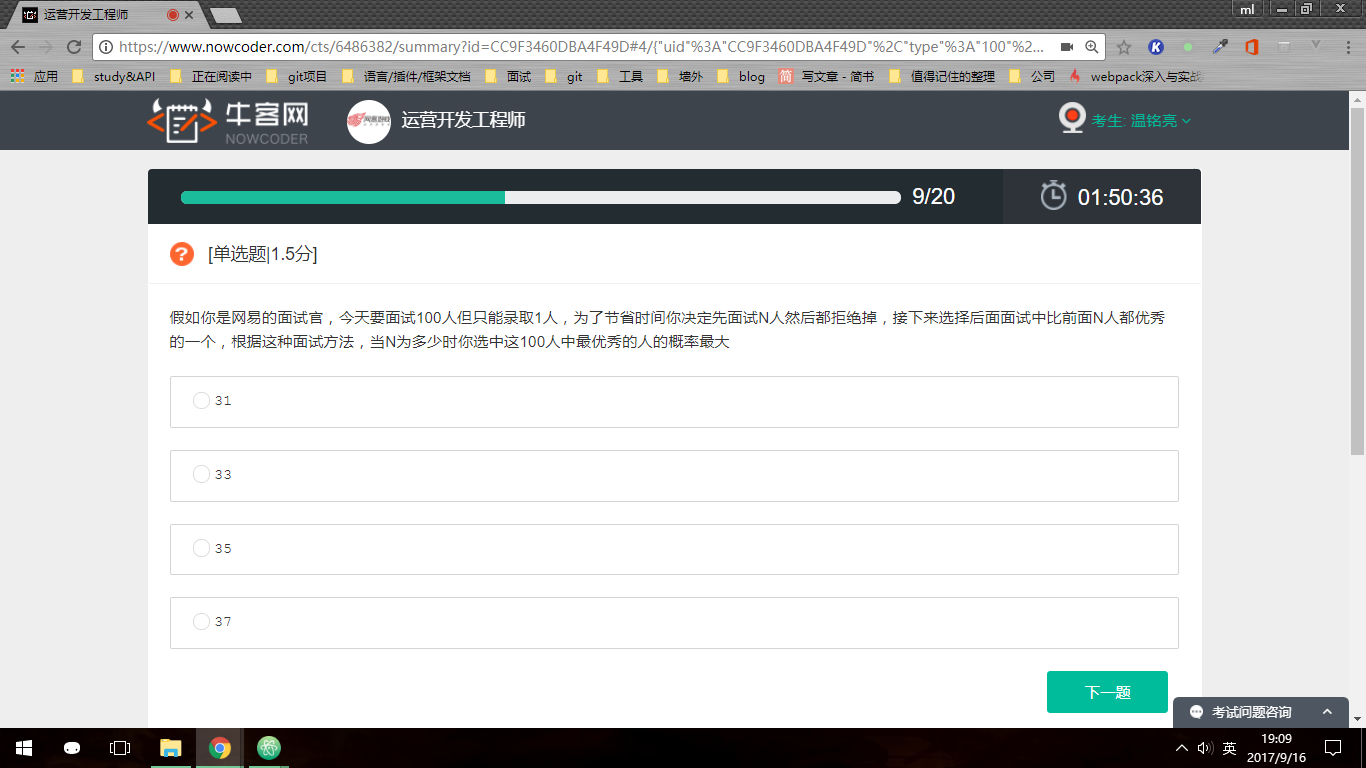 运营开发工程师
ml
https://www.nowcoder.com/cts/6486382/summary?id=CC9F3460DBA4F49D#4/{"uid"%3A"CC9F3460DBA4F49D"%2C"type"%3A"100"%2...
应用 study&API 正在阅读中 git项目 语言/插件/框架文档 面试 git 工具 墙外 blog 简 写文章 - 简书 值得记住的整理 公司 webpack深入与实战
牛客网
NOWCODER
运营开发工程师
考生: 温铭亮
9/20
01:50:36
[单选题|1.5分]
假如你是网易的面试官，今天要面试100人但只能录取1人，为了节省时间你决定先面试N人然后都拒绝掉，接下来选择后面面试中比前面N人都优秀
的一个，根据这种面试方法，当N为多少时你选中这100人中最优秀的人的概率最大
31
33
35
37
下一题
考试问题咨询
英
19:09
2017/9/16